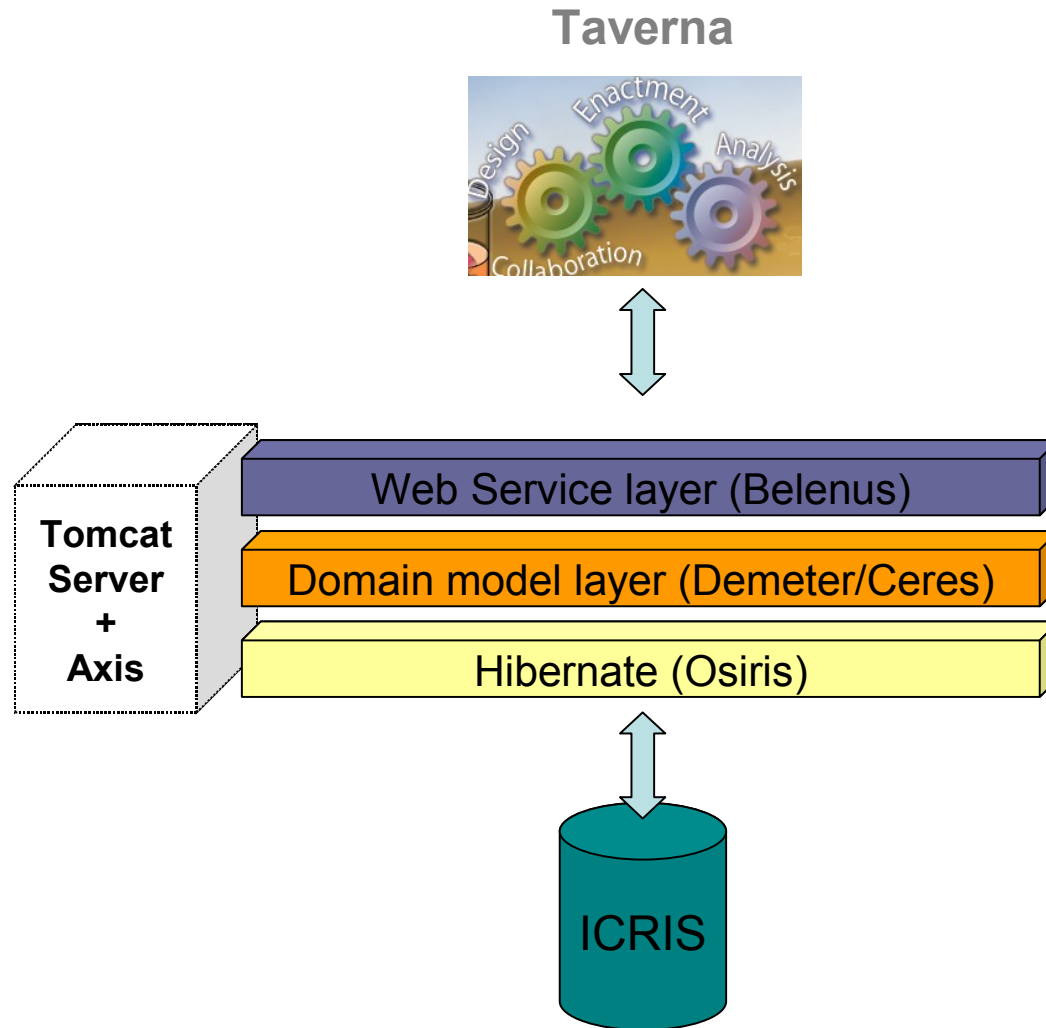 Taverna
Design
Enactment
Analysis
Collaboration
Web Service layer (Belenus)
Domain model layer (Demeter/Ceres)
Hibernate (Osiris)
Tomcat
Server
+
Axis
ICRIS